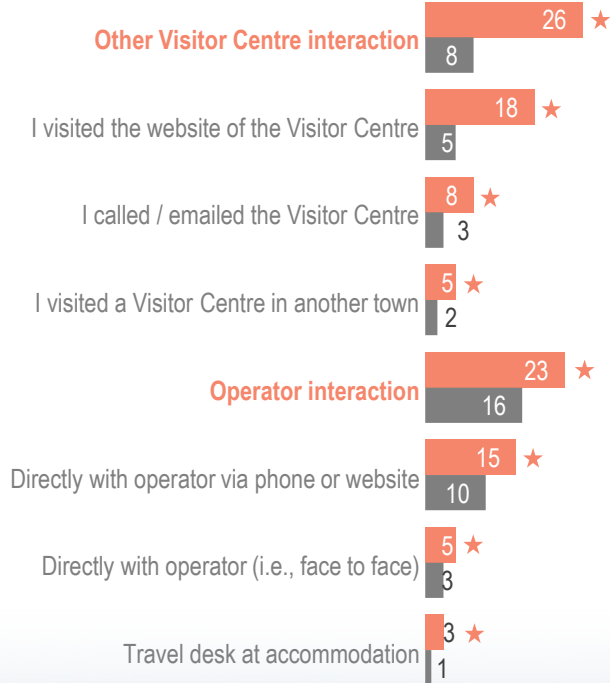 26
Other Visitor Centre interaction
8
18
I visited the website of the Visitor Centre
5
8
I called / emailed the Visitor Centre
3
5
I visited a Visitor Centre in another town
2
23
Operator interaction
16
15
Directly with operator via phone or website
10
5
Directly with operator (i.e., face to face)
3
3
Travel desk at accommodation
1